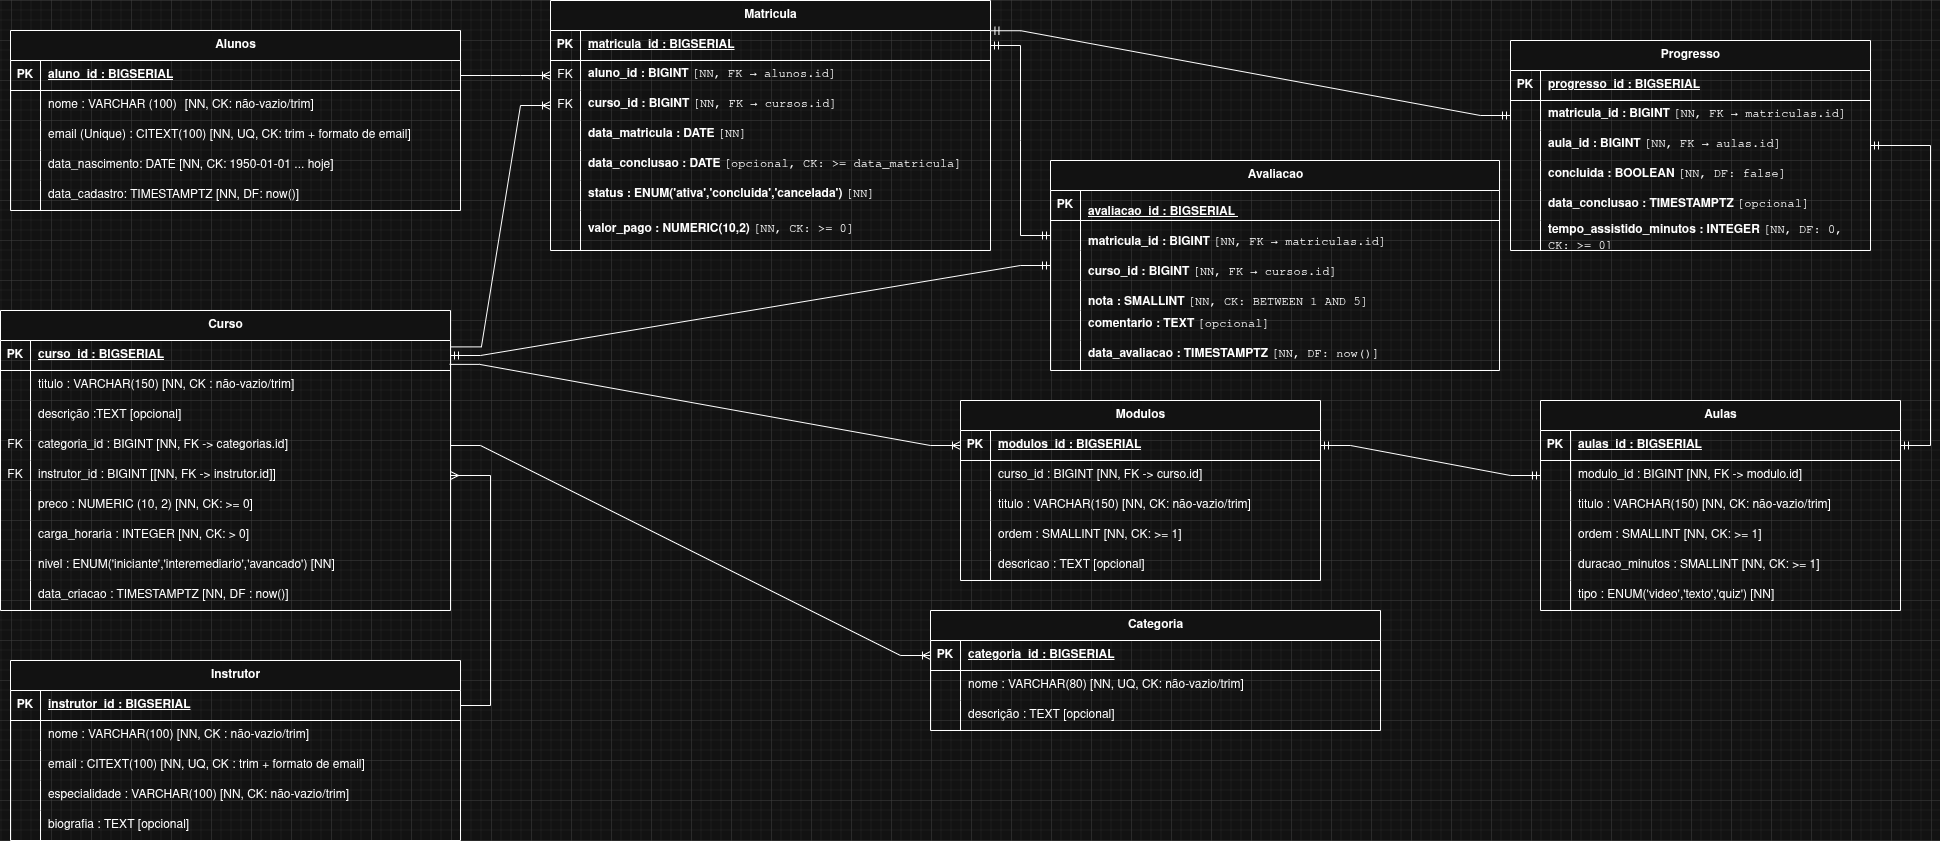 Matricula
PK matricula_id : BIGSERIAL
FK aluno_id : BIGINT [NN, FK → alunos.id]
FK curso_id : BIGINT [NN, FK → cursos.id]
data_matricula : DATE [NN]
data_conclusao : DATE [opcional, CK: >= data_matricula]
status : ENUM('ativa','concluida','cancelada') [NN]
valor_pago : NUMERIC(10,2) [NN, CK: >= 0]
Alunos
PK aluno_id : BIGSERIAL
nome : VARCHAR (100) [NN, CK: não-vazio/trim]
email (Unique) : CITEXT(100) [NN, UQ, CK: trim + formato de email]
data_nascimento: DATE [NN, CK: 1950-01-01 ... hoje]
data_cadastro: TIMESTAMPTZ [NN, DF: now()]
Progresso
PK progresso_id : BIGSERIAL
matricula_id : BIGINT [NN, FK → matriculas.id]
aula_id : BIGINT [NN, FK → aulas.id]
concluida : BOOLEAN [NN, DF: false]
data_conclusao : TIMESTAMPTZ [opcional]
tempo_assistido_minutos : INTEGER [NN, DF: 0,
CK: >= 0]
Avaliacao
PK avaliacao_id : BIGSERIAL
matricula_id : BIGINT [NN, FK → matriculas.id]
curso_id : BIGINT [NN, FK → cursos.id]
nota : SMALLINT [NN, CK: BETWEEN 1 AND 5]
comentario : TEXT [opcional]
data_avaliacao : TIMESTAMPTZ [NN, DF: now()]
Curso
PK curso_id : BIGSERIAL
titulo : VARCHAR(150) [NN, CK : não-vazio/trim]
descrição :TEXT [opcional]
FK categoria_id : BIGINT [NN, FK -> categorias.id]
FK instrutor_id : BIGINT [[NN, FK -> instrutor.id]]
preco : NUMERIC (10, 2) [NN, CK: >= 0]
carga_horaria : INTEGER [NN, CK: > 0]
nivel : ENUM('iniciante','interemediario','avancado') [NN]
data_criacao : TIMESTAMPTZ [NN, DF : now()]
Modulos
PK modulos_id : BIGSERIAL
curso_id : BIGINT [NN, FK -> curso.id]
titulo : VARCHAR(150) [NN, CK: não-vazio/trim]
ordem : SMALLINT [NN, CK: >= 1]
descricao : TEXT [opcional]
Aulas
PK aulas_id : BIGSERIAL
modulo_id : BIGINT [NN, FK -> modulo.id]
titulo : VARCHAR(150) [NN, CK: não-vazio/trim]
ordem : SMALLINT [NN, CK: >= 1]
duracao_minutos : SMALLINT [NN, CK: >= 1]
tipo : ENUM('video','texto','quiz') [NN]
Categoria
PK categoria_id : BIGSERIAL
nome : VARCHAR(80) [NN, UQ, CK: não-vazio/trim]
descrição : TEXT [opcional]
Instrutor
PK instrutor_id : BIGSERIAL
nome : VARCHAR(100) [NN, CK : não-vazio/trim]
email : CITEXT(100) [NN, UQ, CK : trim + formato de email]
especialidade : VARCHAR(100) [NN, CK: não-vazio/trim]
biografia : TEXT [opcional]